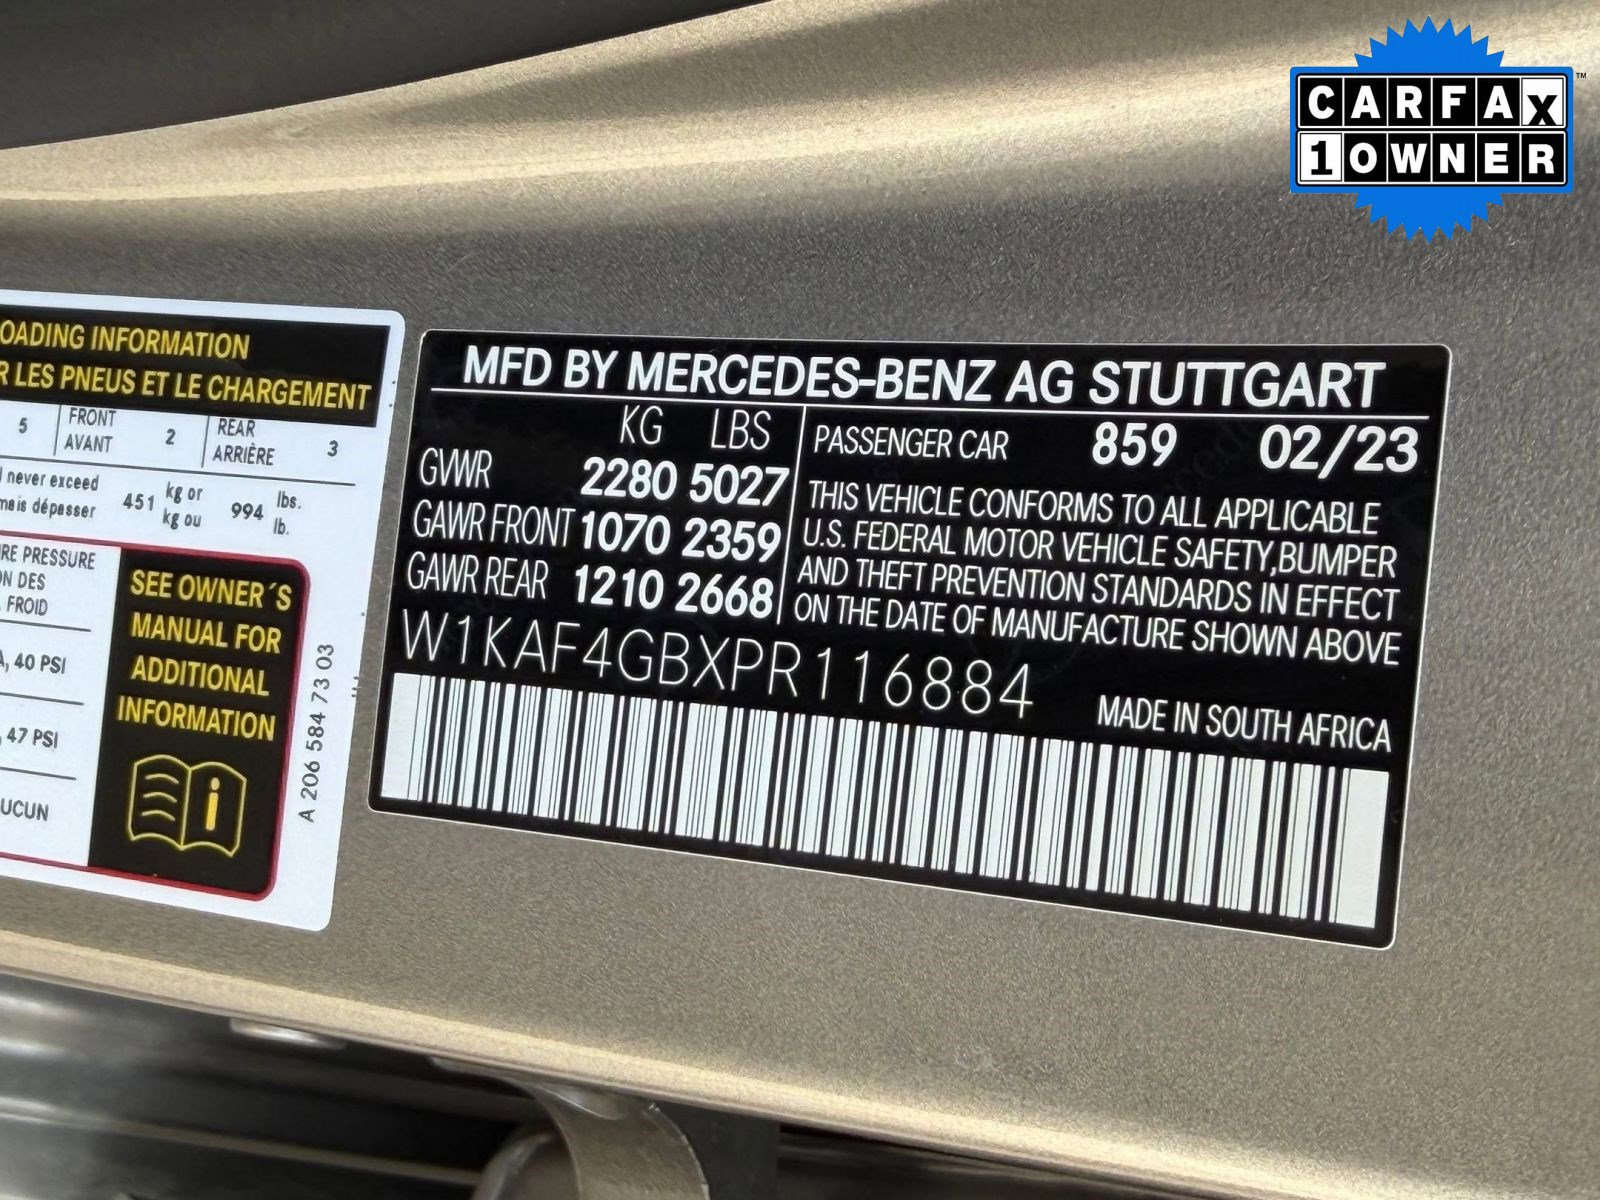 CARFAX™
1 OWNER
OADING INFORMATION
R LES PNEUS ET LE CHARGEMENT
5 FRONT AVANT 2 REAR ARRIÈRE 3
never exceed
mais dépasser 451 kg or kg ou 994 lbs. lb.
RE PRESSURE
ON DES
FROID
, 40 PSI
, 47 PSI
UCUN
SEE OWNER´S
MANUAL FOR
ADDITIONAL
INFORMATION
A 206 584 73 03
MFD BY MERCEDES-BENZ AG STUTTGART
KG LBS
GVWR 2280 5027
GAWR FRONT 1070 2359
GAWR REAR 1210 2668
PASSENGER CAR 859 02/23
THIS VEHICLE CONFORMS TO ALL APPLICABLE
U.S. FEDERAL MOTOR VEHICLE SAFETY,BUMPER
AND THEFT PREVENTION STANDARDS IN EFFECT
ON THE DATE OF MANUFACTURE SHOWN ABOVE
W1KAF4GBXPR116884
MADE IN SOUTH AFRICA